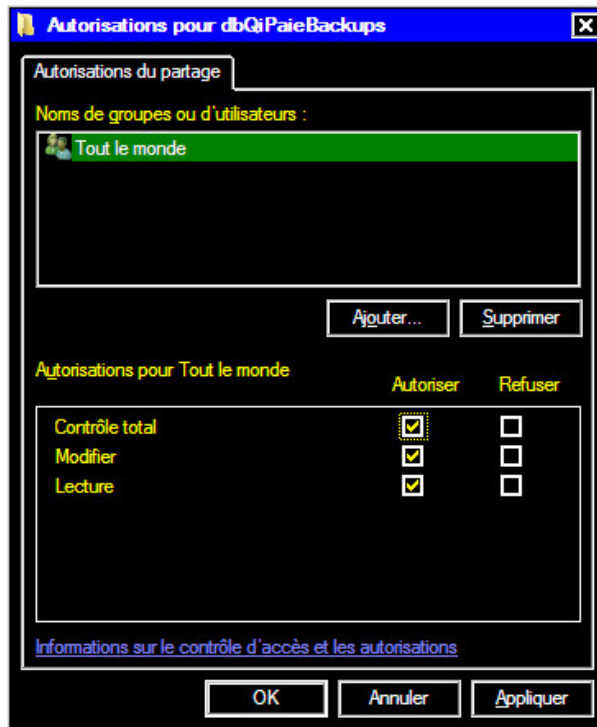 Autorisations pour dbQiPaieBackups
Autorisations du partage
Noms de groupes ou d'utilisateurs :
Tout le monde
Ajouter... Supprimer
Autorisations pour Tout le monde Autoriser Refuser
Contrôle total
Modifier
Lecture
Informations sur le contrôle d'accès et les autorisations
OK Annuler Appliquer